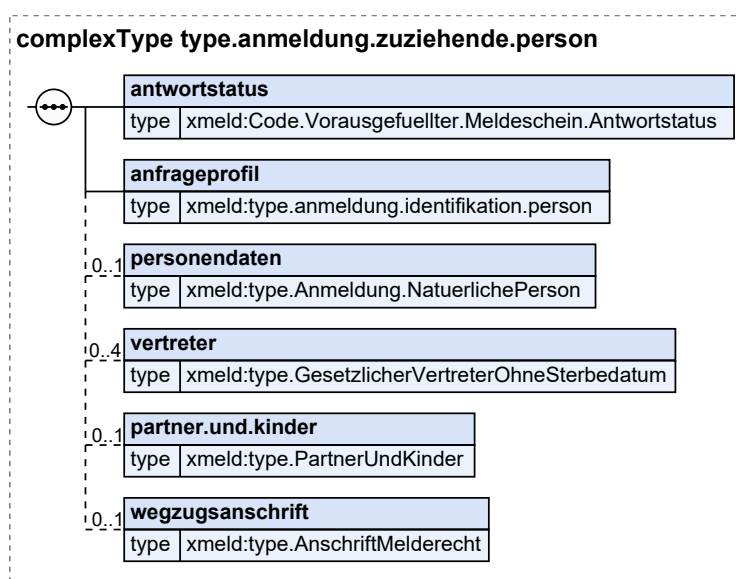 complexType type.anmeldung.zuziehende.person
antwortstatus
type xmeld:Code.Vorausgefuellter.Meldeschein.Antwortstatus
anfrageprofil
type xmeld:type.anmeldung.identifikation.person
0..1 personendaten
type xmeld:type.Anmeldung.NatuerlichePerson
0..4 vertreter
type xmeld:type.GesetzlicherVertreterOhneSterbedatum
0..1 partner.und.kinder
type xmeld:type.PartnerUndKinder
0..1 wegzugsanschrift
type xmeld:type.AnschriftMelderecht